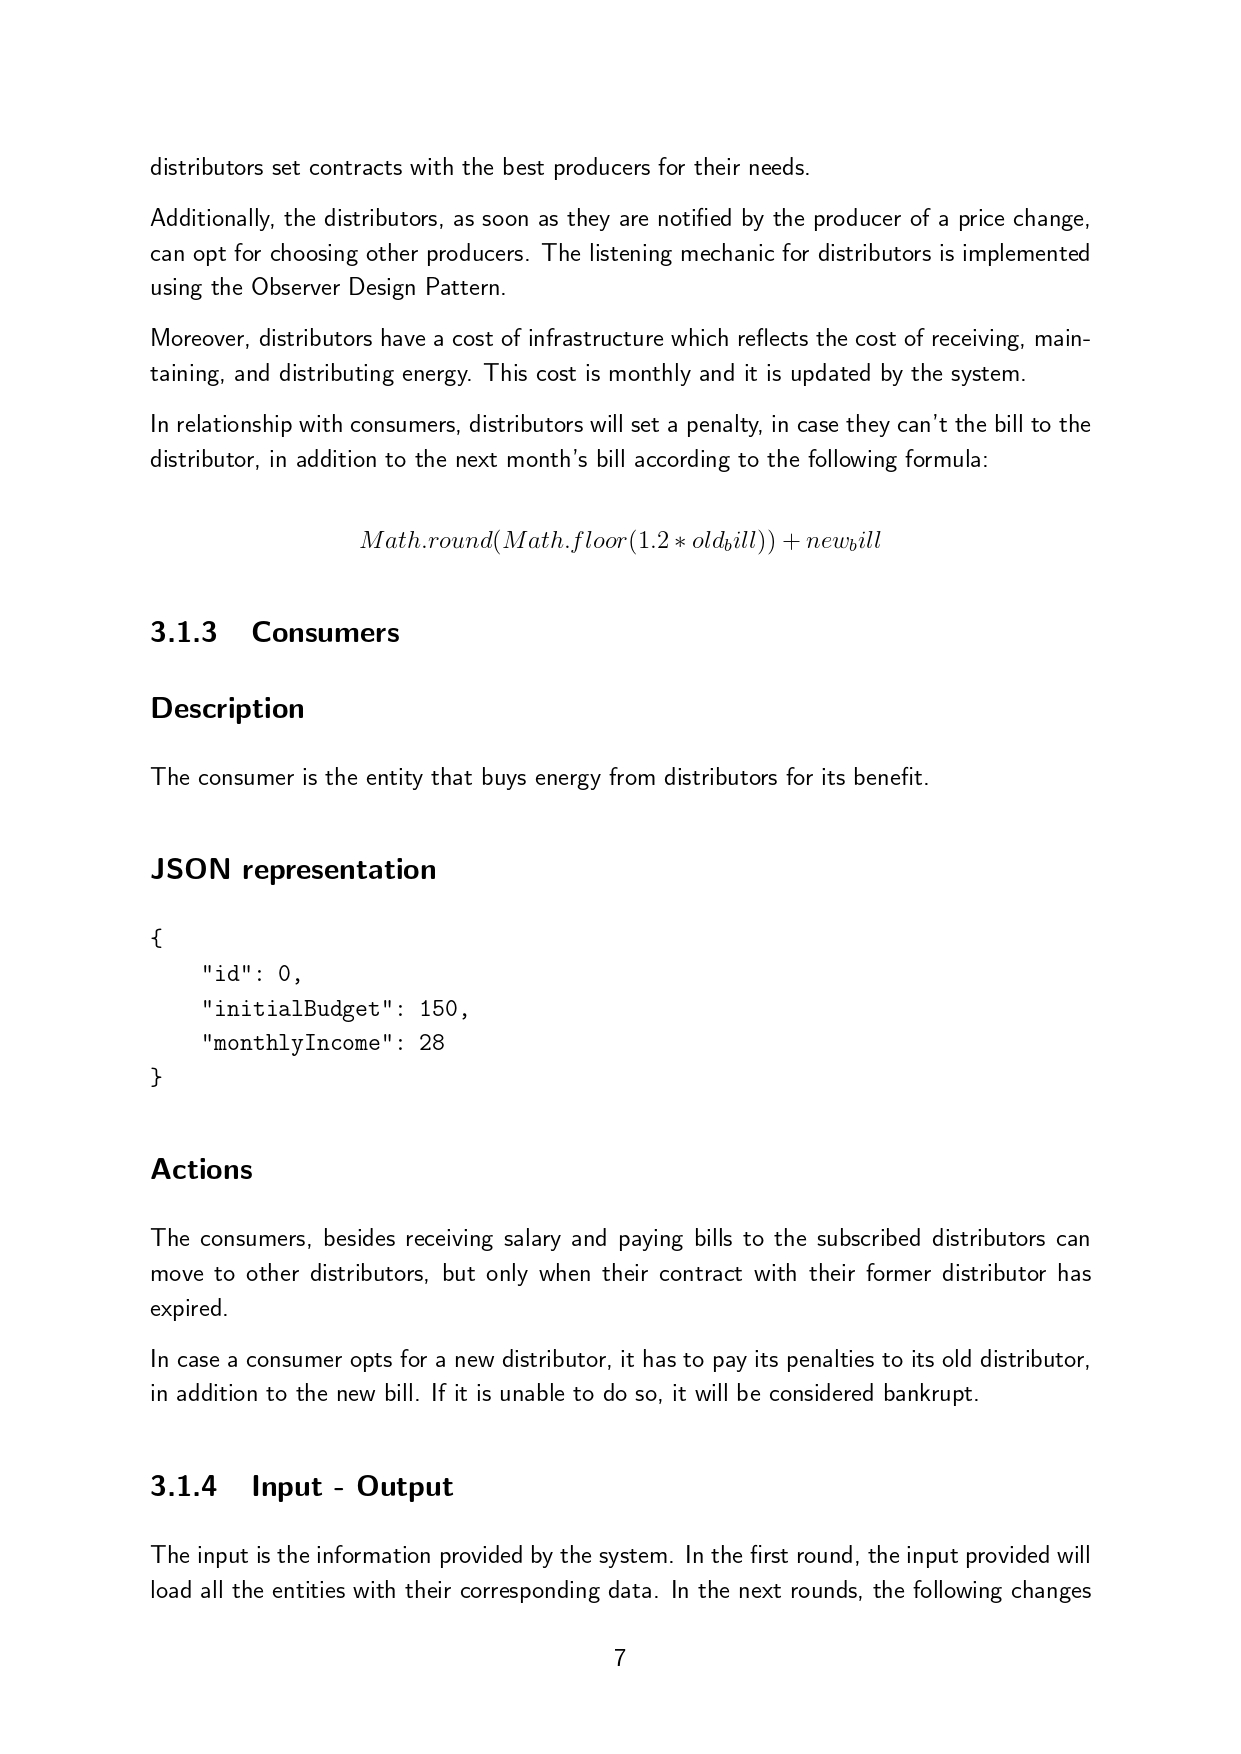 distributors set contracts with the best producers for their needs.
Additionally, the distributors, as soon as they are notified by the producer of a price change,
can opt for choosing other producers. The listening mechanic for distributors is implemented
using the Observer Design Pattern.
Moreover, distributors have a cost of infrastructure which reflects the cost of receiving, main-
taining, and distributing energy. This cost is monthly and it is updated by the system.
In relationship with consumers, distributors will set a penalty, in case they can't the bill to the
distributor, in addition to the next month's bill according to the following formula:
Math.round(Math.floor(1.2 ∗ old_bill)) + new_bill
3.1.3 Consumers
Description
The consumer is the entity that buys energy from distributors for its benefit.
JSON representation
{
    "id": 0,
    "initialBudget": 150,
    "monthlyIncome": 28
}
Actions
The consumers, besides receiving salary and paying bills to the subscribed distributors can
move to other distributors, but only when their contract with their former distributor has
expired.
In case a consumer opts for a new distributor, it has to pay its penalties to its old distributor,
in addition to the new bill. If it is unable to do so, it will be considered bankrupt.
3.1.4 Input - Output
The input is the information provided by the system. In the first round, the input provided will
load all the entities with their corresponding data. In the next rounds, the following changes
7